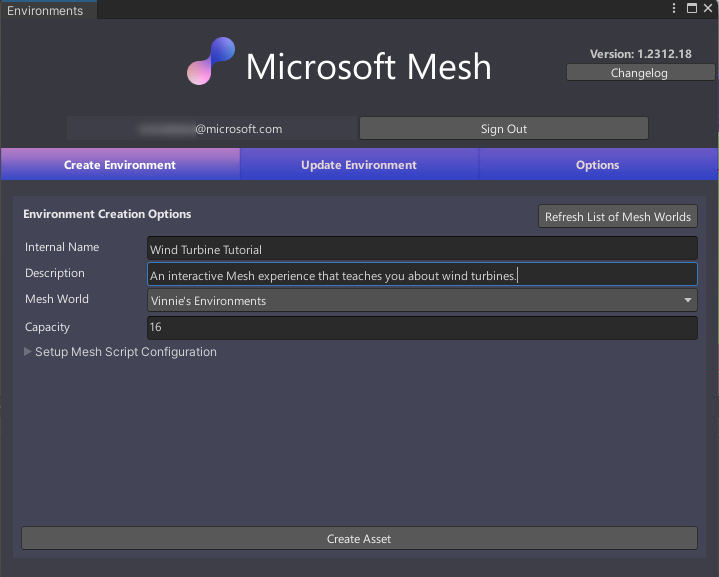 Environments
Microsoft Mesh
Version: 1.2312.18
Changelog
@microsoft.com
Sign Out
Create Environment
Update Environment
Options
Environment Creation Options
Refresh List of Mesh Worlds
Internal Name
Wind Turbine Tutorial
Description
An interactive Mesh experience that teaches you about wind turbines.
Mesh World
Vinnie's Environments
Capacity
16
Setup Mesh Script Configuration
Create Asset